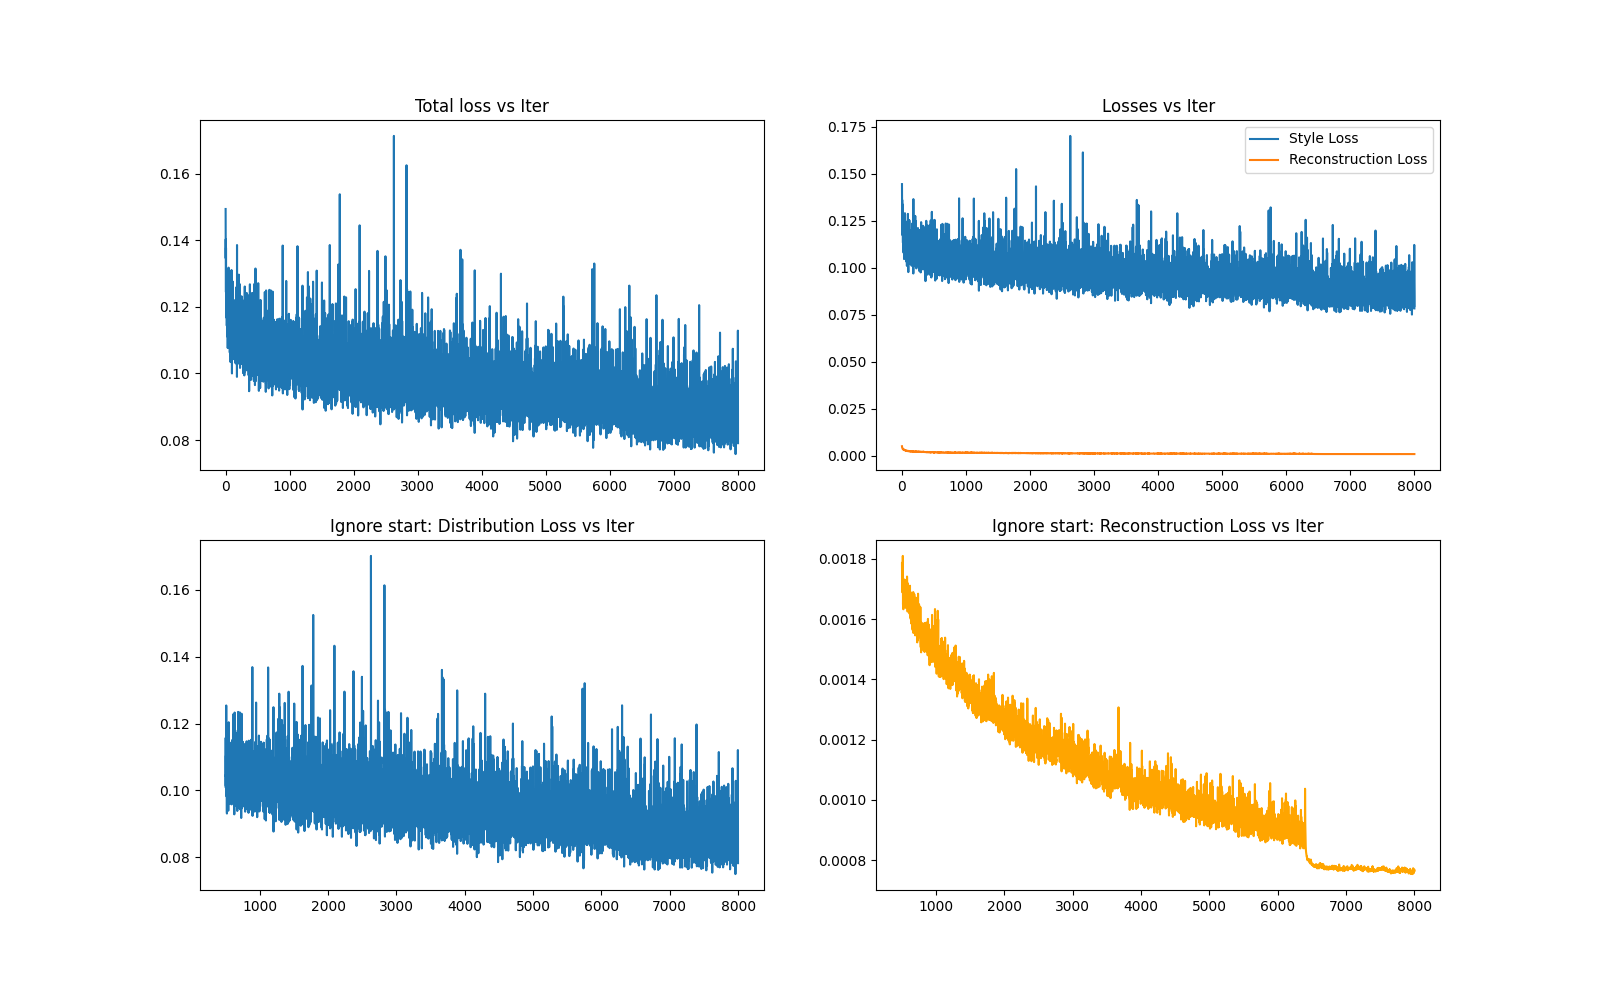 Total loss vs Iter
0.16
0.14
0.12
0.10
0.08
0 1000 2000 3000 4000 5000 6000 7000 8000
Losses vs Iter
0.175
0.150
0.125
0.100
0.075
0.050
0.025
0.000
Style Loss
Reconstruction Loss
0 1000 2000 3000 4000 5000 6000 7000 8000
Ignore start: Distribution Loss vs Iter
0.16
0.14
0.12
0.10
0.08
1000 2000 3000 4000 5000 6000 7000 8000
Ignore start: Reconstruction Loss vs Iter
0.0018
0.0016
0.0014
0.0012
0.0010
0.0008
1000 2000 3000 4000 5000 6000 7000 8000